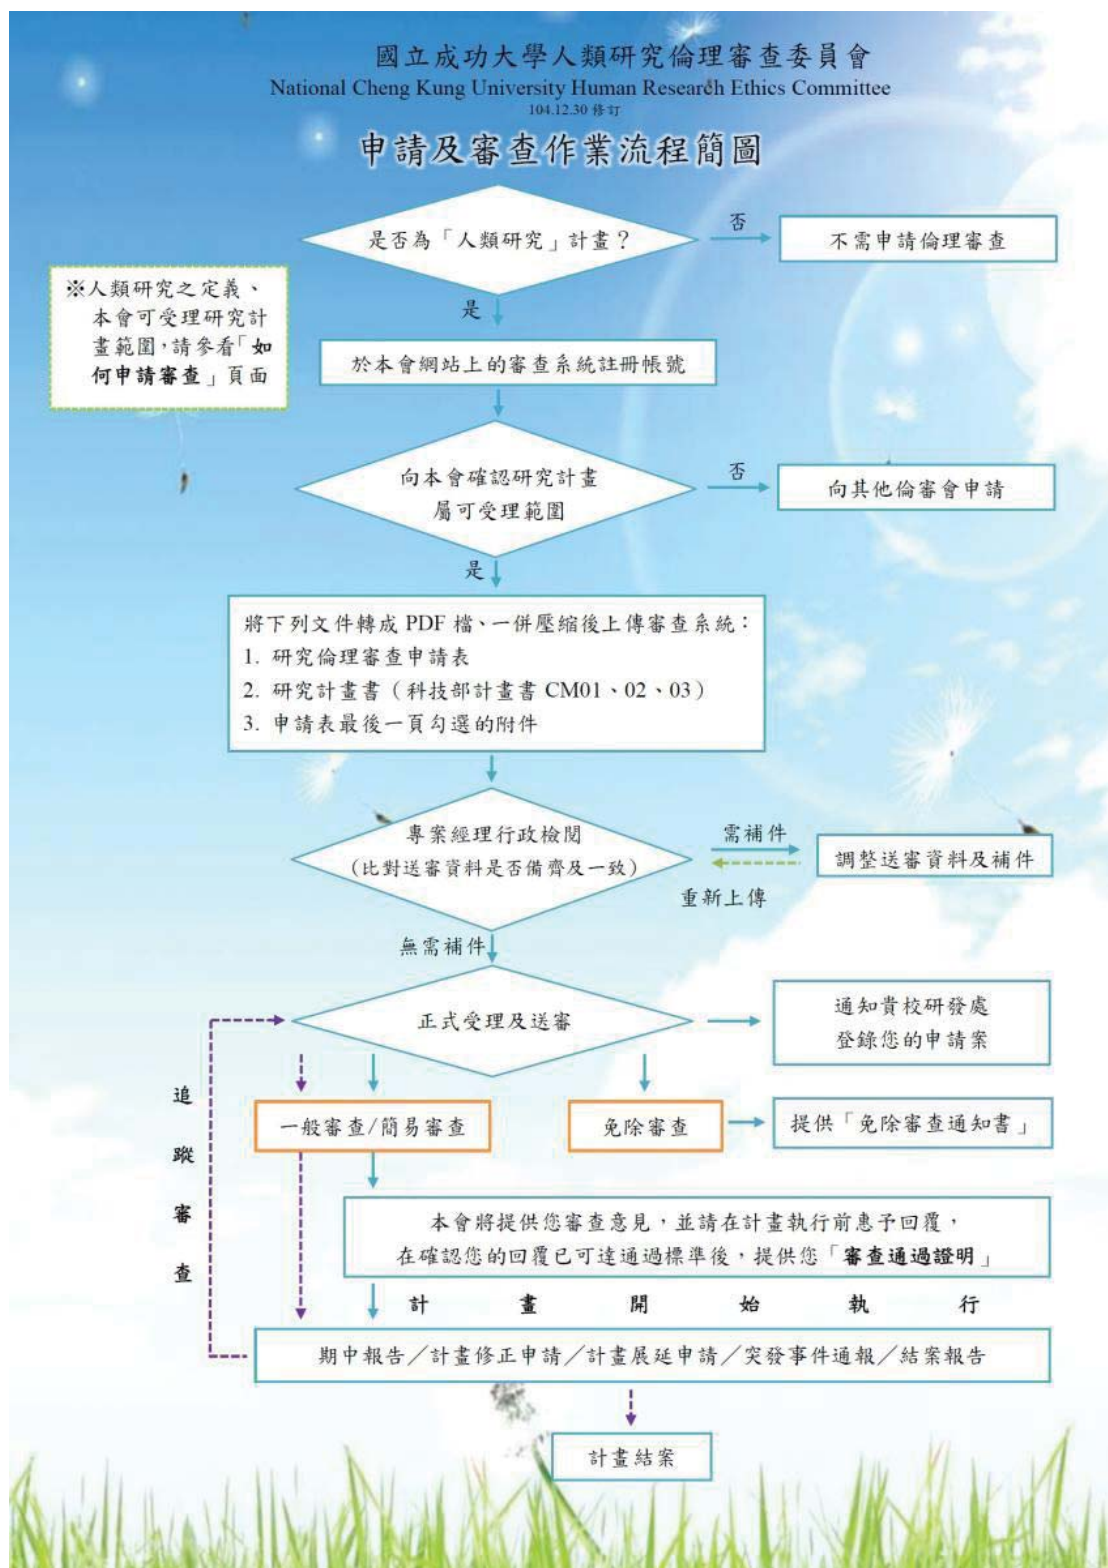 國立成功大學人類研究倫理審查委員會
National Cheng Kung University Human Research Ethics Committee
104.12.30 修訂
申請及審查作業流程簡圖
是否為「人類研究」計畫？
否
不需申請倫理審查
※人類研究之定義、
本會可受理研究計
畫範圍，請參看「如
何申請審查」頁面
是
於本會網站上的審查系統註冊帳號
向本會確認研究計畫
屬可受理範圍
否
向其他倫審會申請
是
將下列文件轉成 PDF 檔、一併壓縮後上傳審查系統：
1. 研究倫理審查申請表
2. 研究計畫書（科技部計畫書 CM01、02、03）
3. 申請表最後一頁勾選的附件
專案經理行政檢閱
(比對送審資料是否備齊及一致)
需補件
重新上傳
調整送審資料及補件
無需補件
正式受理及送審
通知貴校研發處
登錄您的申請案
追蹤審查
一般審查/簡易審查
免除審查
提供「免除審查通知書」
本會將提供您審查意見，並請在計畫執行前惠予回覆，
在確認您的回覆已可達通過標準後，提供您「審查通過證明」
計畫開始執行
期中報告／計畫修正申請／計畫展延申請／突發事件通報／結案報告
計畫結案